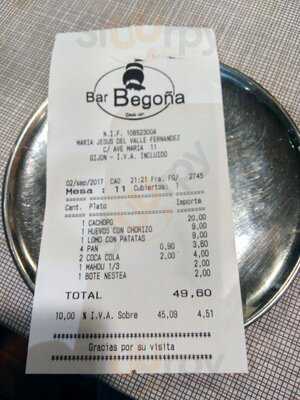 Bar Begoña
N.I.F. 10852300A
MARIA JESUS DEL VALLE FERNANDEZ
C/ AVE MARIA 11
GIJON - I.V.A. INCLUIDO
02/sep/2017 CAO 21:21 Fra. FG/ 2745
Mesa : 11 Cubiertos: 1
Cant. Plato Importe
1 CACHOPO 20,00
1 HUEVOS CON CHORIZO 9,00
1 LOMO CON PATATAS 9,00
4 PAN 0,90 3,60
2 COCA COLA 2,00 4,00
1 MAHOU 1/3 2,00
1 BOTE NESTEA 2,00
TOTAL 49,60
10,00 % I.V.A. Sobre 45,09 4,51
Gracias por su visita